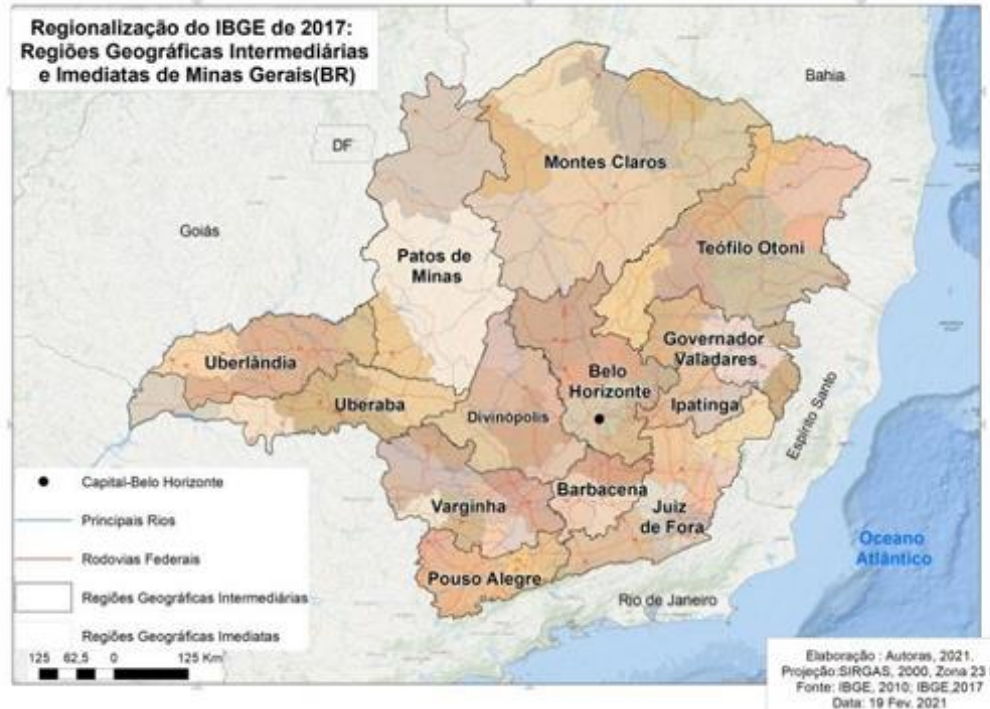 Regionalização do IBGE de 2017:
Regiões Geográficas Intermediárias
e Imediatas de Minas Gerais(BR)
Bahia
DF
Montes Claros
Goiás
Teófilo Otoni
Patos de
Minas
Governador
Valadares
Uberlândia
Belo
Horizonte
Uberaba
Ipatinga
Divinópolis
Espírito Santo
Capital-Belo Horizonte
Barbacena
Varginha
Juiz
de Fora
Principais Rios
Oceano
Atlântico
Rodovias Federais
Pouso Alegre
Regiões Geográficas Intermediárias
Rio de Janeiro
Regiões Geográficas Imediatas
125 62,5 0 125 Km
Elaboração : Autoras, 2021.
Projeção:SIRGAS, 2000, Zona 23
Fonte: IBGE, 2010; IBGE,2017
Data: 19 Fev. 2021